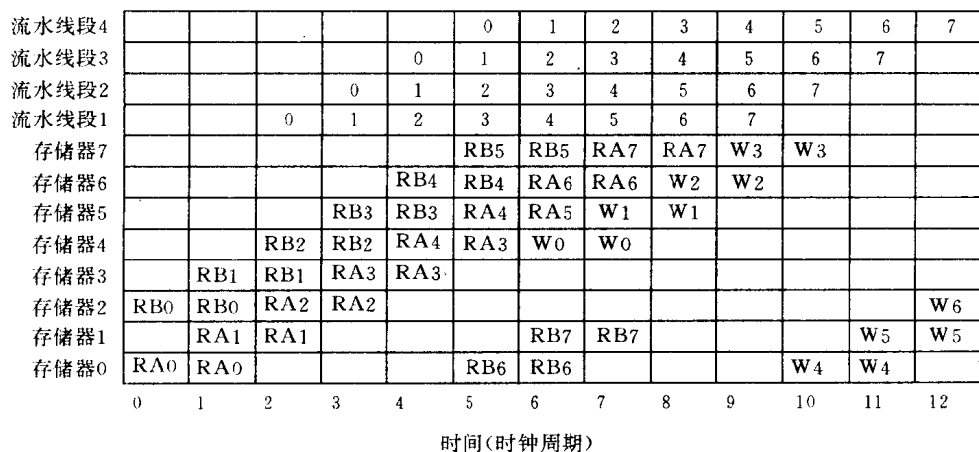 流水线段4 0 1 2 3 4 5 6 7
流水线段3 0 1 2 3 4 5 6 7
流水线段2 0 1 2 3 4 5 6 7
流水线段1 0 1 2 3 4 5 6 7
存储器7 RB5 RB5 RA7 RA7 W3 W3
存储器6 RB4 RB4 RA6 RA6 W2 W2
存储器5 RB3 RB3 RA4 RA5 W1 W1
存储器4 RB2 RB2 RA4 RA3 W0 W0
存储器3 RB1 RB1 RA3 RA3
存储器2 RB0 RB0 RA2 RA2 W6
存储器1 RA1 RA1 RB7 RB7 W5 W5
存储器0 RA0 RA0 RB6 RB6 W4 W4
0 1 2 3 4 5 6 7 8 9 10 11 12
时间(时钟周期)